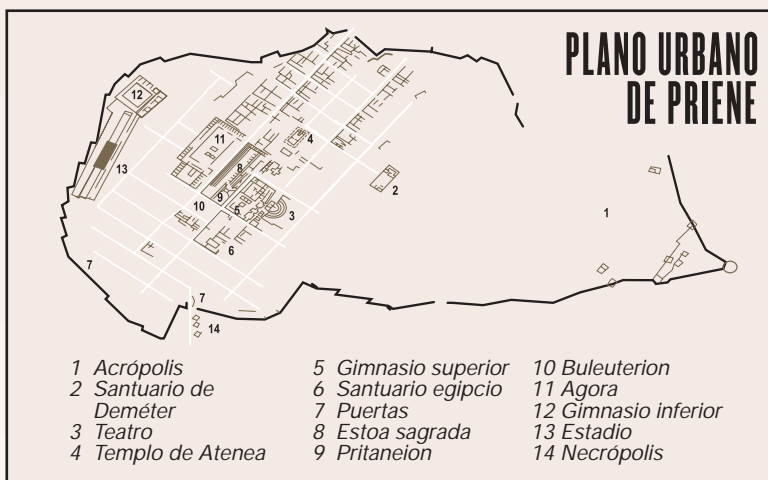 PLANO URBANO
DE PRIENE
12
11
4
8
13
2
9
10
5
3
1
6
7
7
14
1 Acrópolis
2 Santuario de
Deméter
3 Teatro
4 Templo de Atenea
5 Gimnasio superior
6 Santuario egipcio
7 Puertas
8 Estoa sagrada
9 Pritaneion
10 Buleuterion
11 Agora
12 Gimnasio inferior
13 Estadio
14 Necrópolis